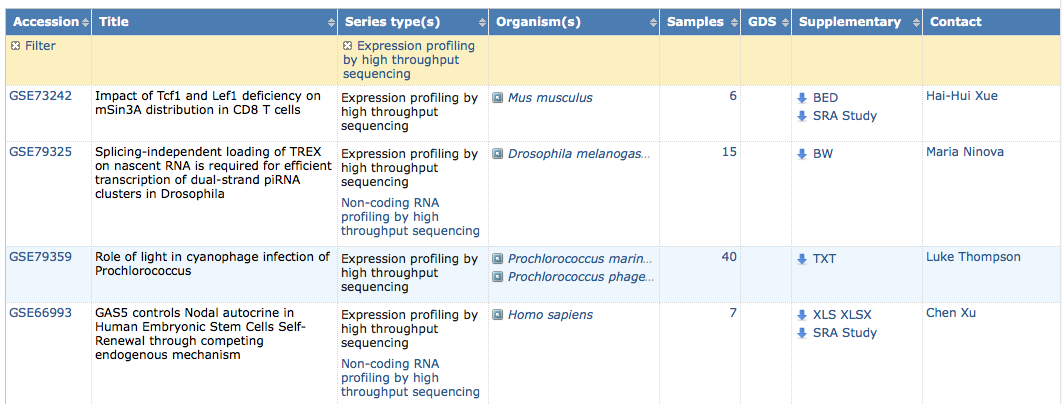 Accession Title Series type(s) Organism(s) Samples GDS Supplementary Contact
Filter
Expression profiling
by high throughput
sequencing
GSE73242
Impact of Tcf1 and Lef1 deficiency on
mSin3A distribution in CD8 T cells
Expression profiling by
high throughput
sequencing
Mus musculus
6
BED
SRA Study
Hai-Hui Xue
GSE79325
Splicing-independent loading of TREX
on nascent RNA is required for efficient
transcription of dual-strand piRNA
clusters in Drosophila
Expression profiling by
high throughput
sequencing
Non-coding RNA
profiling by high
throughput sequencing
Drosophila melanogas...
15
BW
Maria Ninova
GSE79359
Role of light in cyanophage infection of
Prochlorococcus
Expression profiling by
high throughput
sequencing
Prochlorococcus marin...
Prochlorococcus phage...
40
TXT
Luke Thompson
GSE66993
GAS5 controls Nodal autocrine in
Human Embryonic Stem Cells Self-
Renewal through competing
endogenous mechanism
Expression profiling by
high throughput
sequencing
Non-coding RNA
profiling by high
throughput sequencing
Homo sapiens
7
XLS XLSX
SRA Study
Chen Xu